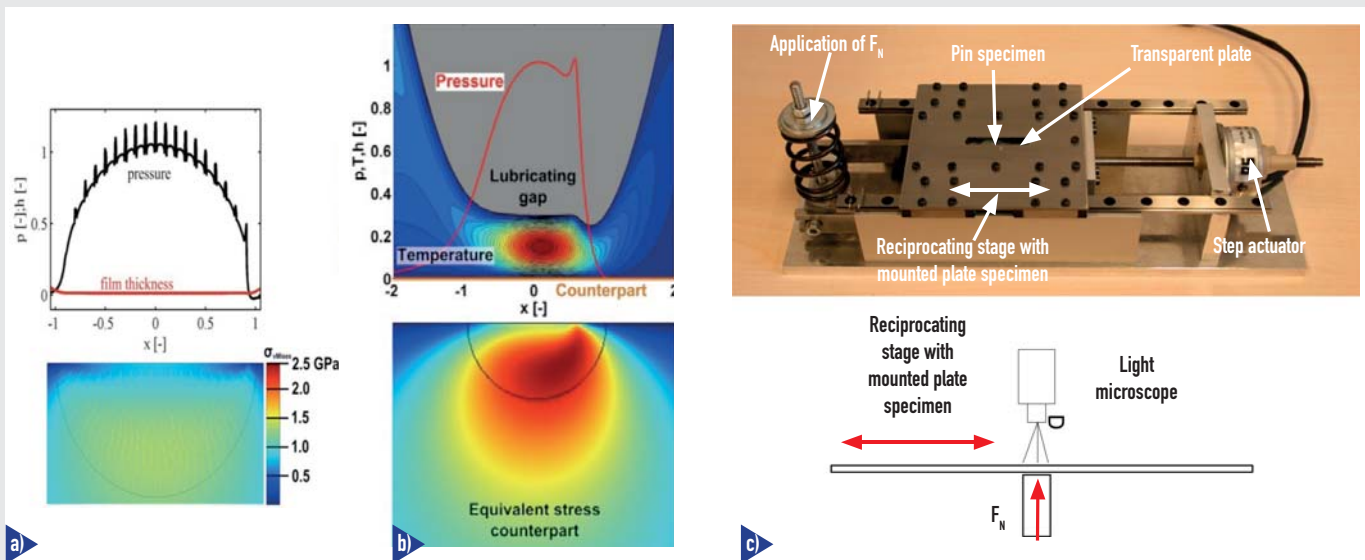 1
0.5
0
p [-];h [-]
pressure
film thickness
-1
-0.5
0
0.5
1
x [-]
σvMises
2.5 GPa
2.0
1.5
1.0
0.5
a)
1
0.8
0.6
0.4
0.2
0
p,T,h [-]
Pressure
Lubricating
gap
Temperature
Counterpart
-2
-1
0
1
2
x [-]
Equivalent stress
counterpart
b)
Application of FN
Pin specimen
Transparent plate
Reciprocating stage with
mounted plate specimen
Step actuator
Reciprocating
stage with
mounted plate
specimen
Light
microscope
D
FN
c)